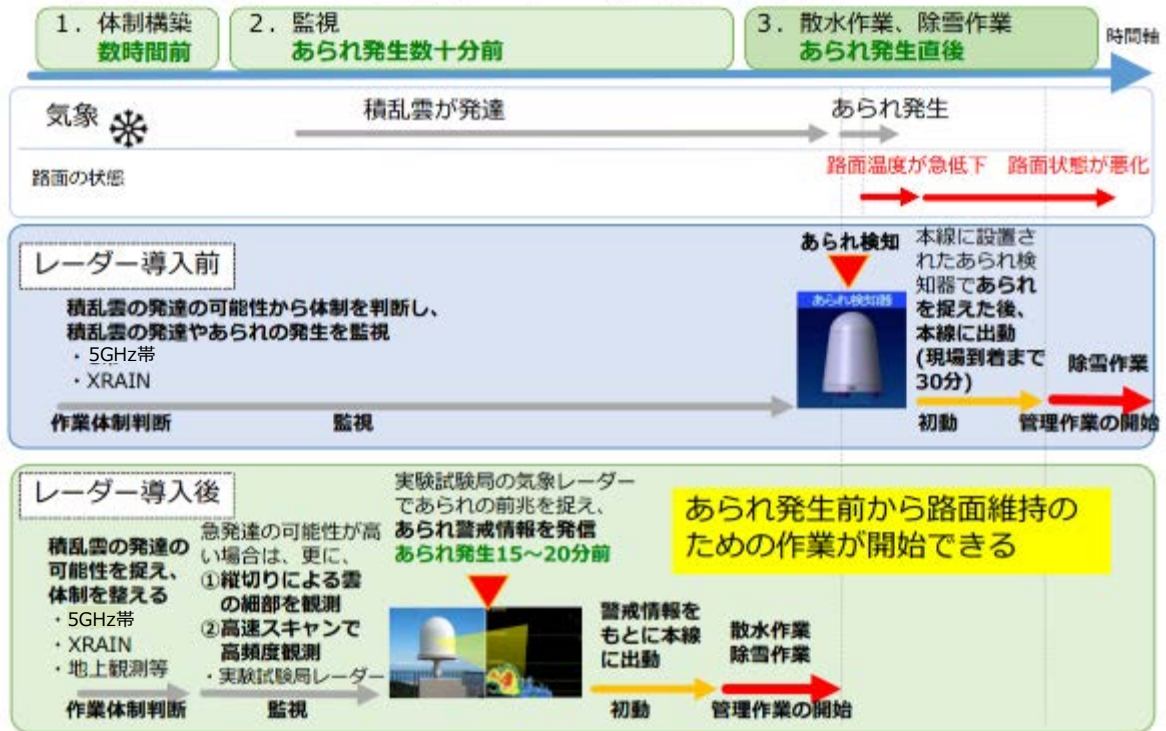 1. 体制構築
数時間前
2. 監視
あられ発生数十分前
3. 散水作業、除雪作業
あられ発生直後
時間軸
気象
積乱雲が発達
あられ発生
路面の状態
路面温度が急低下
路面状態が悪化
レーダー導入前
積乱雲の発達の可能性から体制を判断し、
積乱雲の発達やあられの発生を監視
・5GHz帯
・XRAIN
作業体制判断
監視
あられ検知
あられ検知器
本線に設置さ
れたあられ検
知器であられ
を捉えた後、
本線に出動
(現場到着まで
30分)
初動
除雪作業
管理作業の開始
レーダー導入後
積乱雲の発達の
可能性を捉え、
体制を整える
・5GHz帯
・XRAIN
・地上観測等
作業体制判断
急発達の可能性が高
い場合は、更に、
①縦切りによる雲
の細部を観測
②高速スキャンで
高頻度観測
・実験試験局レーダー
監視
実験試験局の気象レーダー
であられの前兆を捉え、
あられ警戒情報を発信
あられ発生15～20分前
あられ発生前から路面維持の
ための作業が開始できる
警戒情報を
もとに本線
に出動
初動
散水作業
除雪作業
管理作業の開始